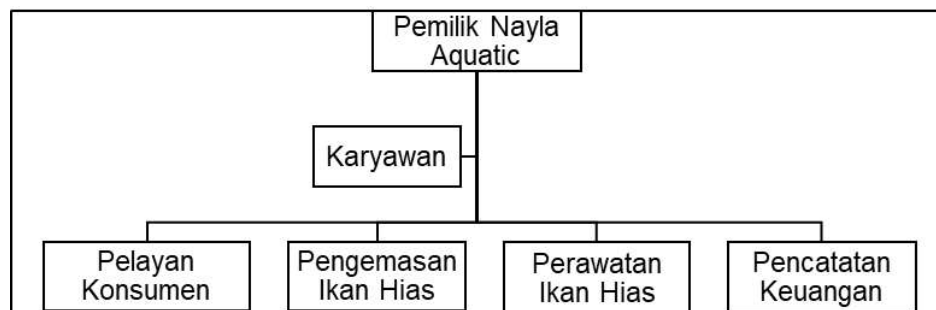 Pemilik Nayla
Aquatic
Karyawan
Pelayan
Konsumen
Pengemasan
Ikan Hias
Perawatan
Ikan Hias
Pencatatan
Keuangan